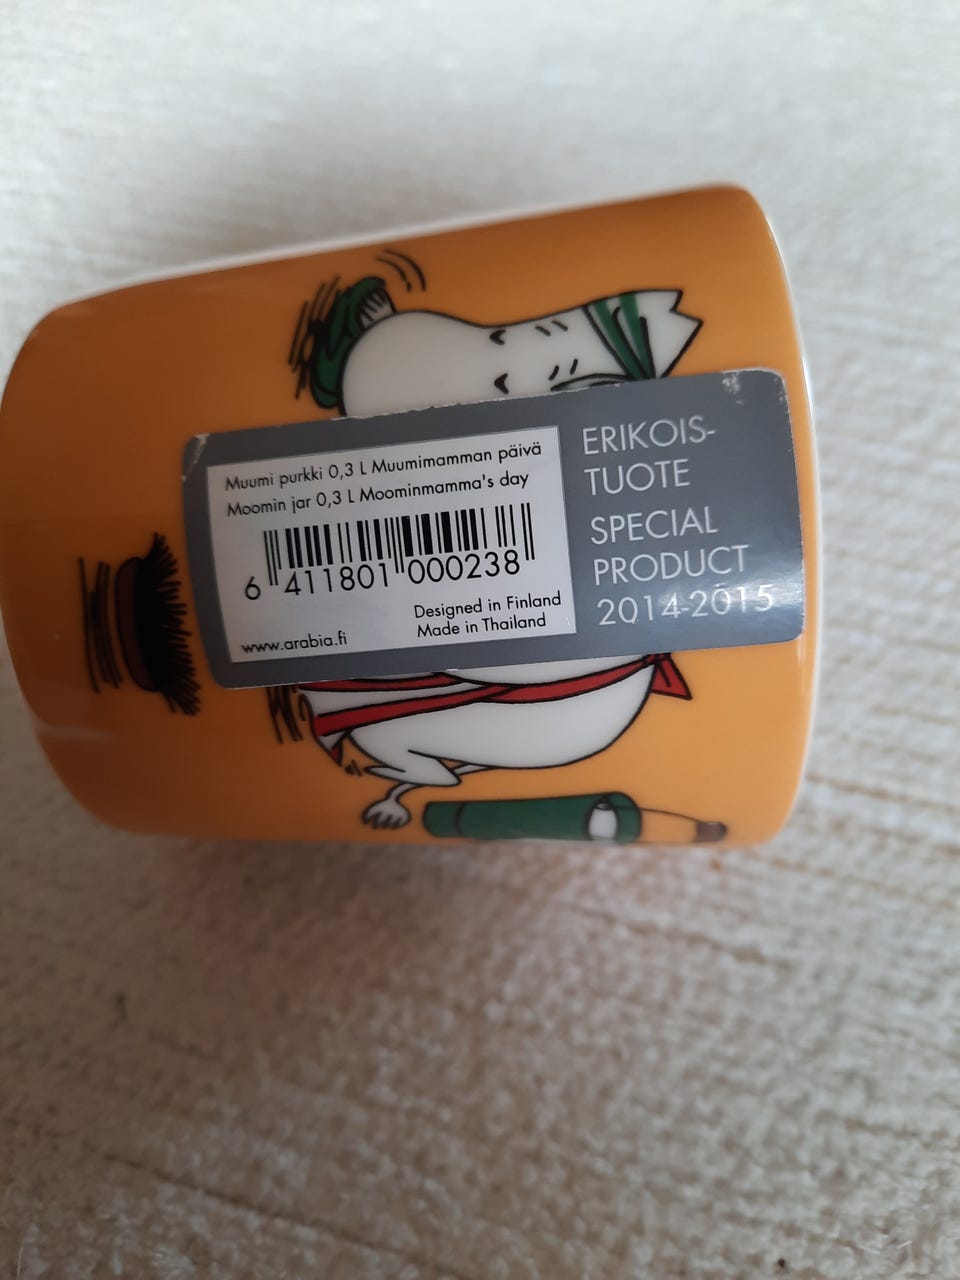 Muumi purkki 0,3 L Muumimamman päivä
Moomin jar 0,3 L Moominmamma's day
6 411801 000238
Designed in Finland
www.arabia.fi Made in Thailand
ERIKOIS-
TUOTE
SPECIAL
PRODUCT
2014-2015